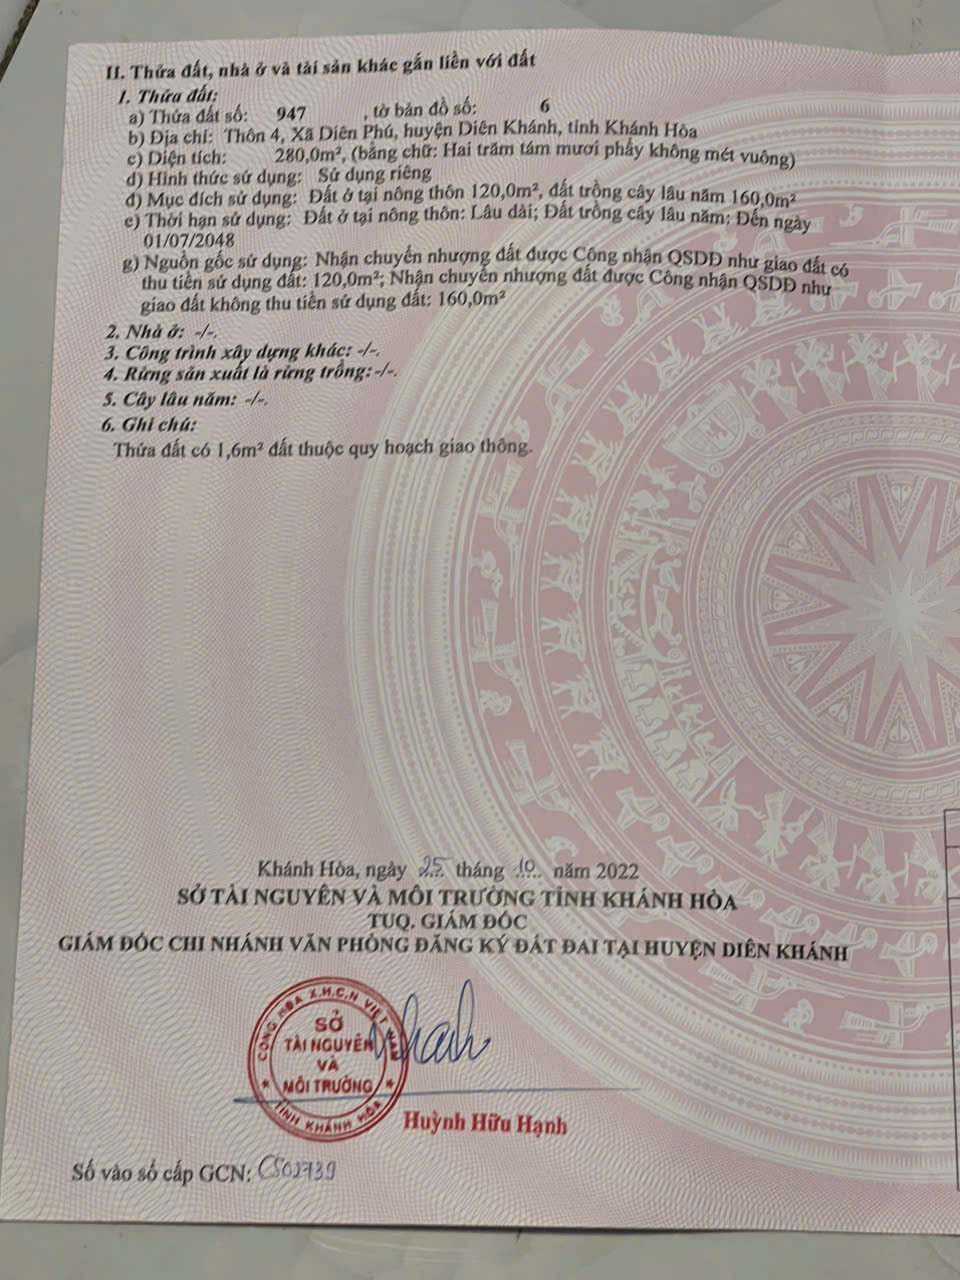 II. Thửa đất, nhà ở và tài sản khác gắn liền với đất
1. Thửa đất:
a) Thửa đất số: 947 , tờ bản đồ số: 6
b) Địa chỉ: Thôn 4, Xã Diên Phú, huyện Diên Khánh, tỉnh Khánh Hòa
c) Diện tích: 280,0m², (bằng chữ: Hai trăm tám mươi phẩy không mét vuông)
d) Hình thức sử dụng: Sử dụng riêng
đ) Mục đích sử dụng: Đất ở tại nông thôn 120,0m², đất trồng cây lâu năm 160,0m²
e) Thời hạn sử dụng: Đất ở tại nông thôn: Lâu dài; Đất trồng cây lâu năm: Đến ngày
01/07/2048
g) Nguồn gốc sử dụng: Nhận chuyển nhượng đất được Công nhận QSDĐ như giao đất có
thu tiền sử dụng đất: 120,0m²; Nhận chuyển nhượng đất được Công nhận QSDĐ như
giao đất không thu tiền sử dụng đất: 160,0m²
2. Nhà ở: -/-.
3. Công trình xây dựng khác: -/-.
4. Rừng sản xuất là rừng trồng: -/-.
5. Cây lâu năm: -/-.
6. Ghi chú:
Thửa đất có 1,6m² đất thuộc quy hoạch giao thông.
Khánh Hòa, ngày 25 tháng 10 năm 2022
SỞ TÀI NGUYÊN VÀ MÔI TRƯỜNG TỈNH KHÁNH HÒA
TUQ. GIÁM ĐỐC
GIÁM ĐỐC CHI NHÁNH VĂN PHÒNG ĐĂNG KÝ ĐẤT ĐAI TẠI HUYỆN DIÊN KHÁNH
CỘNG HÒA X.H.C.N VIỆT NAM
SỞ
TÀI NGUYÊN
VÀ
MÔI TRƯỜNG
TỈNH KHÁNH HÒA
Hạnh
Huỳnh Hữu Hạnh
Số vào sổ cấp GCN: CS02739